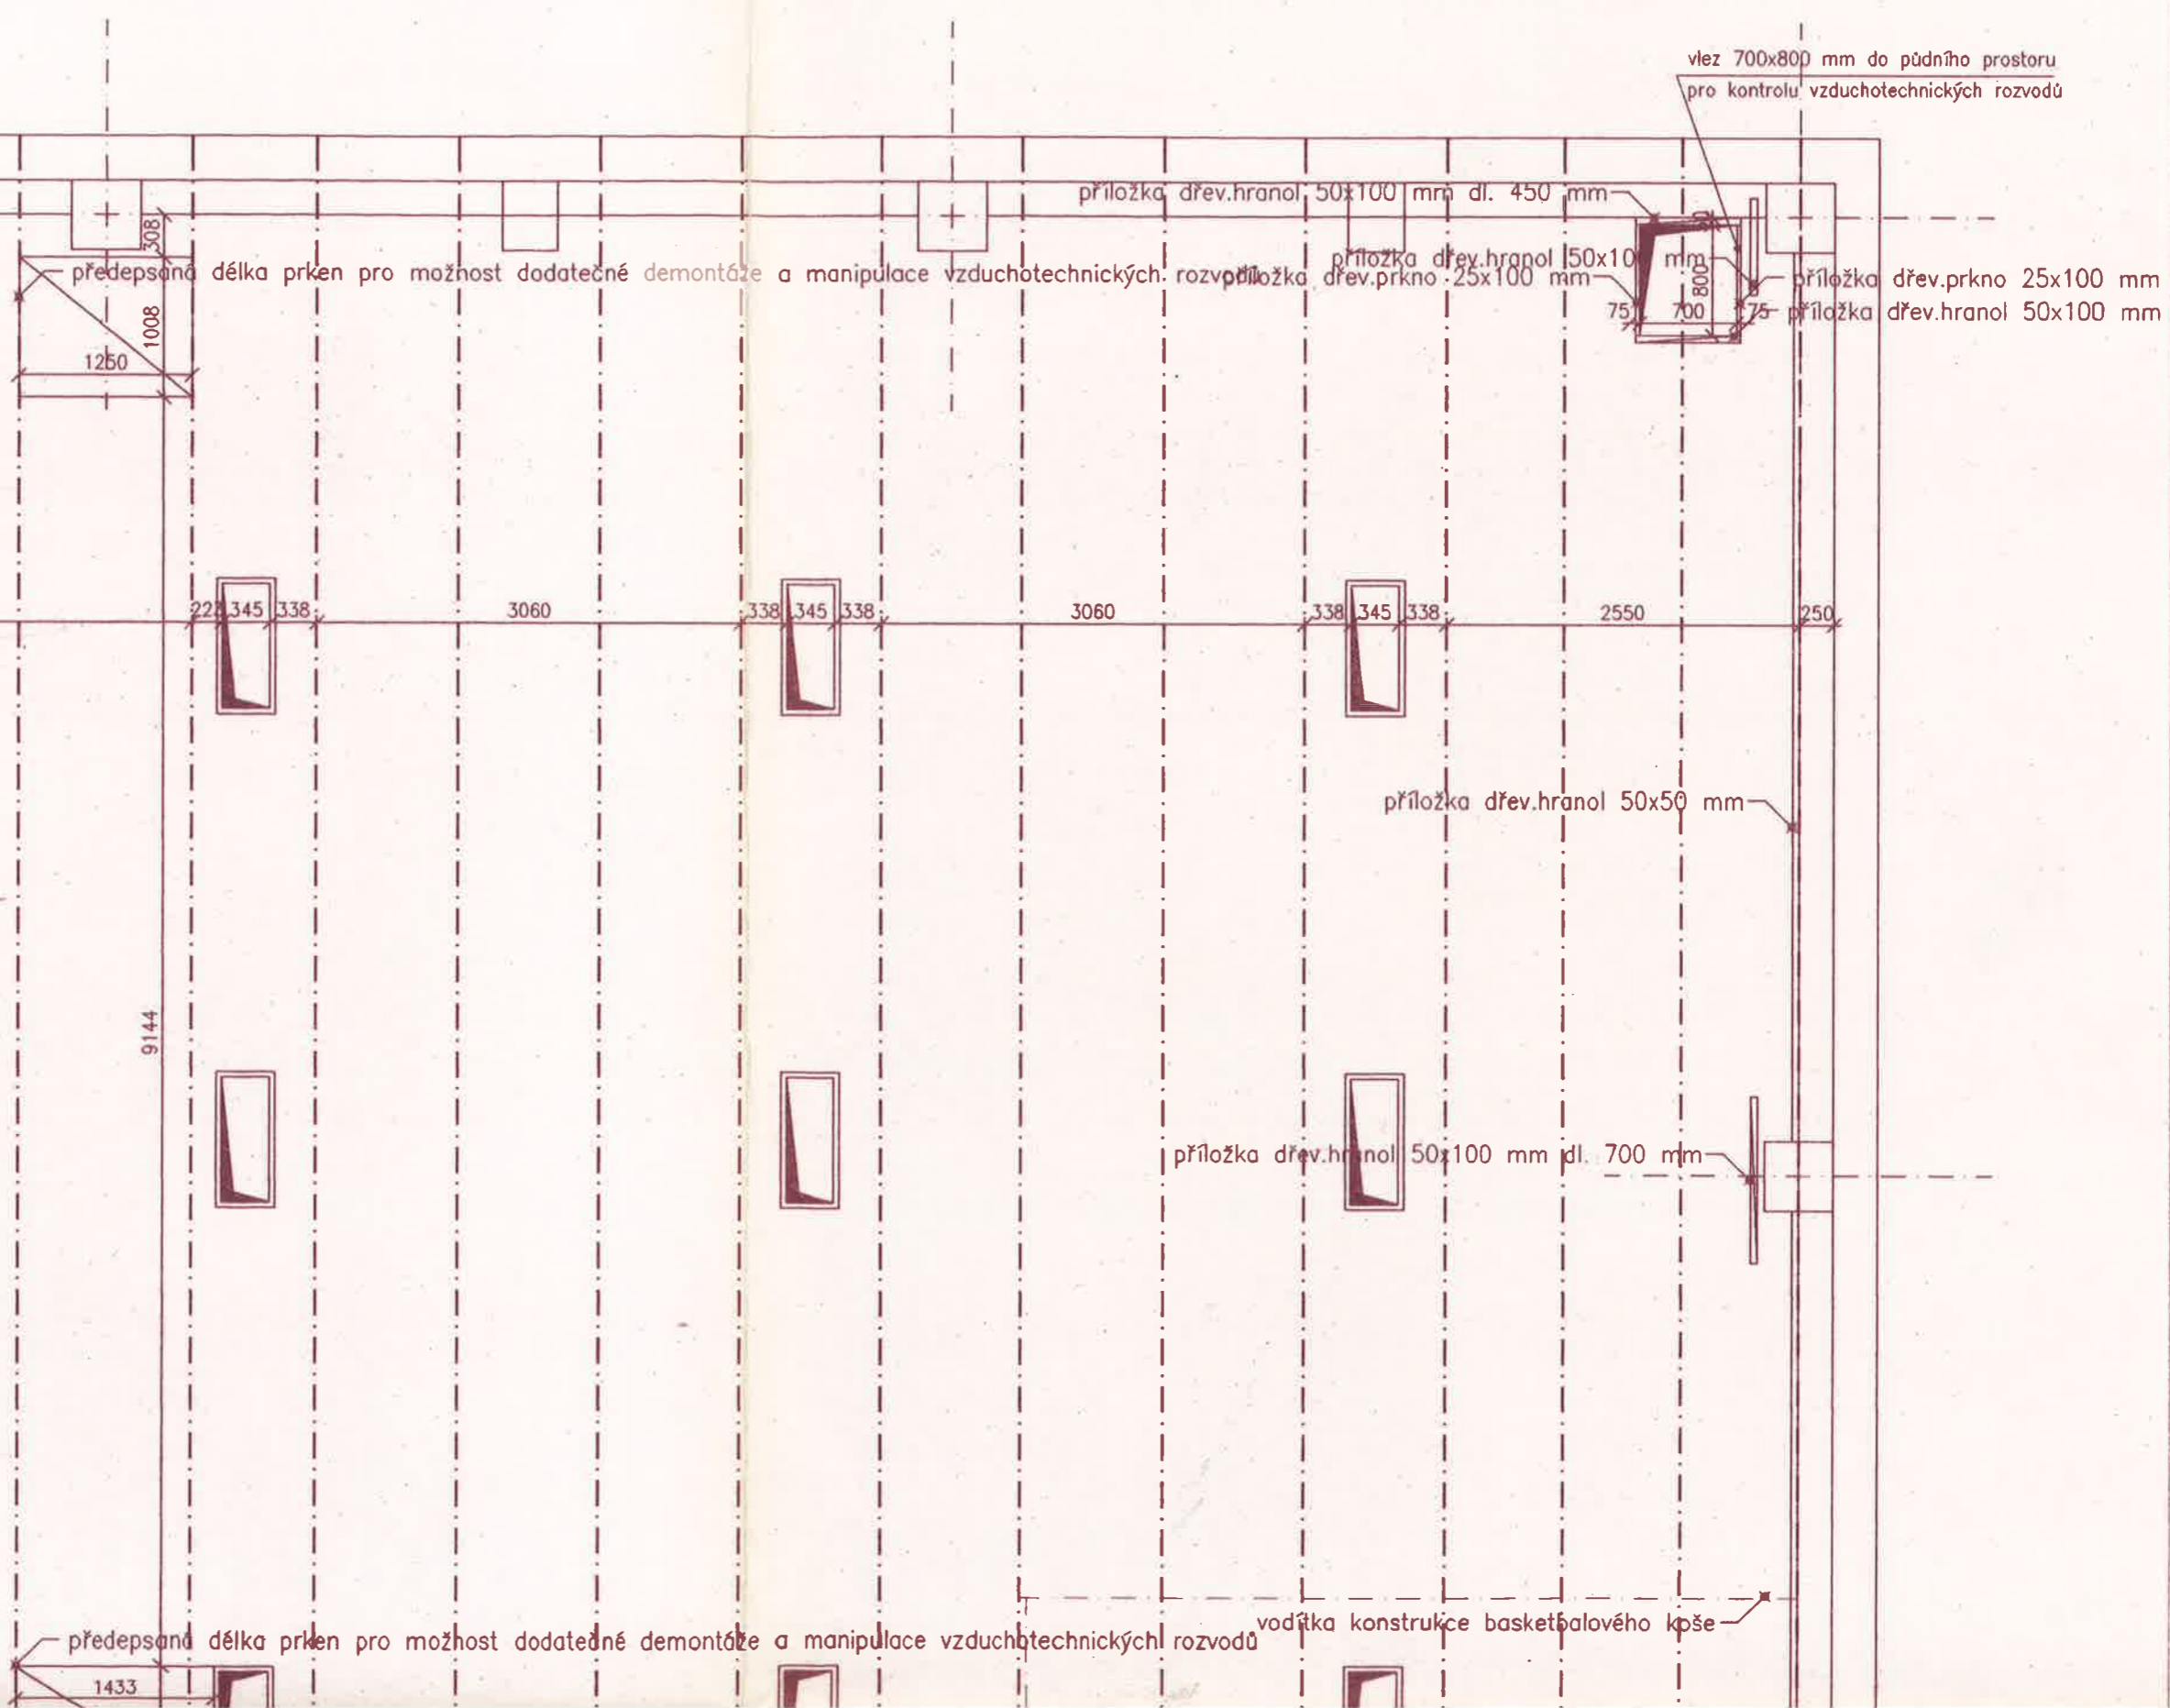 vlez 700x800 mm do půdního prostoru
pro kontrolu vzduchotechnických rozvodů
příložka dřev.hranol 50x100 mm dl. 450 mm
308
předepsaná délka prken pro možnost dodatečné demontáže a manipulace vzduchotechnických rozvodů
příložka dřev.hranol 50x10 mm
příložka dřev.prkno 25x100 mm
příložka dřev.prkno 25x100 mm
příložka dřev.hranol 50x100 mm
800
75 700 75
1008
1250
345 338 3060 338 345 338 3060 338 345 338 2550 250
příložka dřev.hranol 50x50 mm
9144
příložka dřev.hranol 50x100 mm dl. 700 mm
vodítka konstrukce basketbalového koše
předepsaná délka prken pro možnost dodatečné demontáže a manipulace vzduchotechnických rozvodů
1433